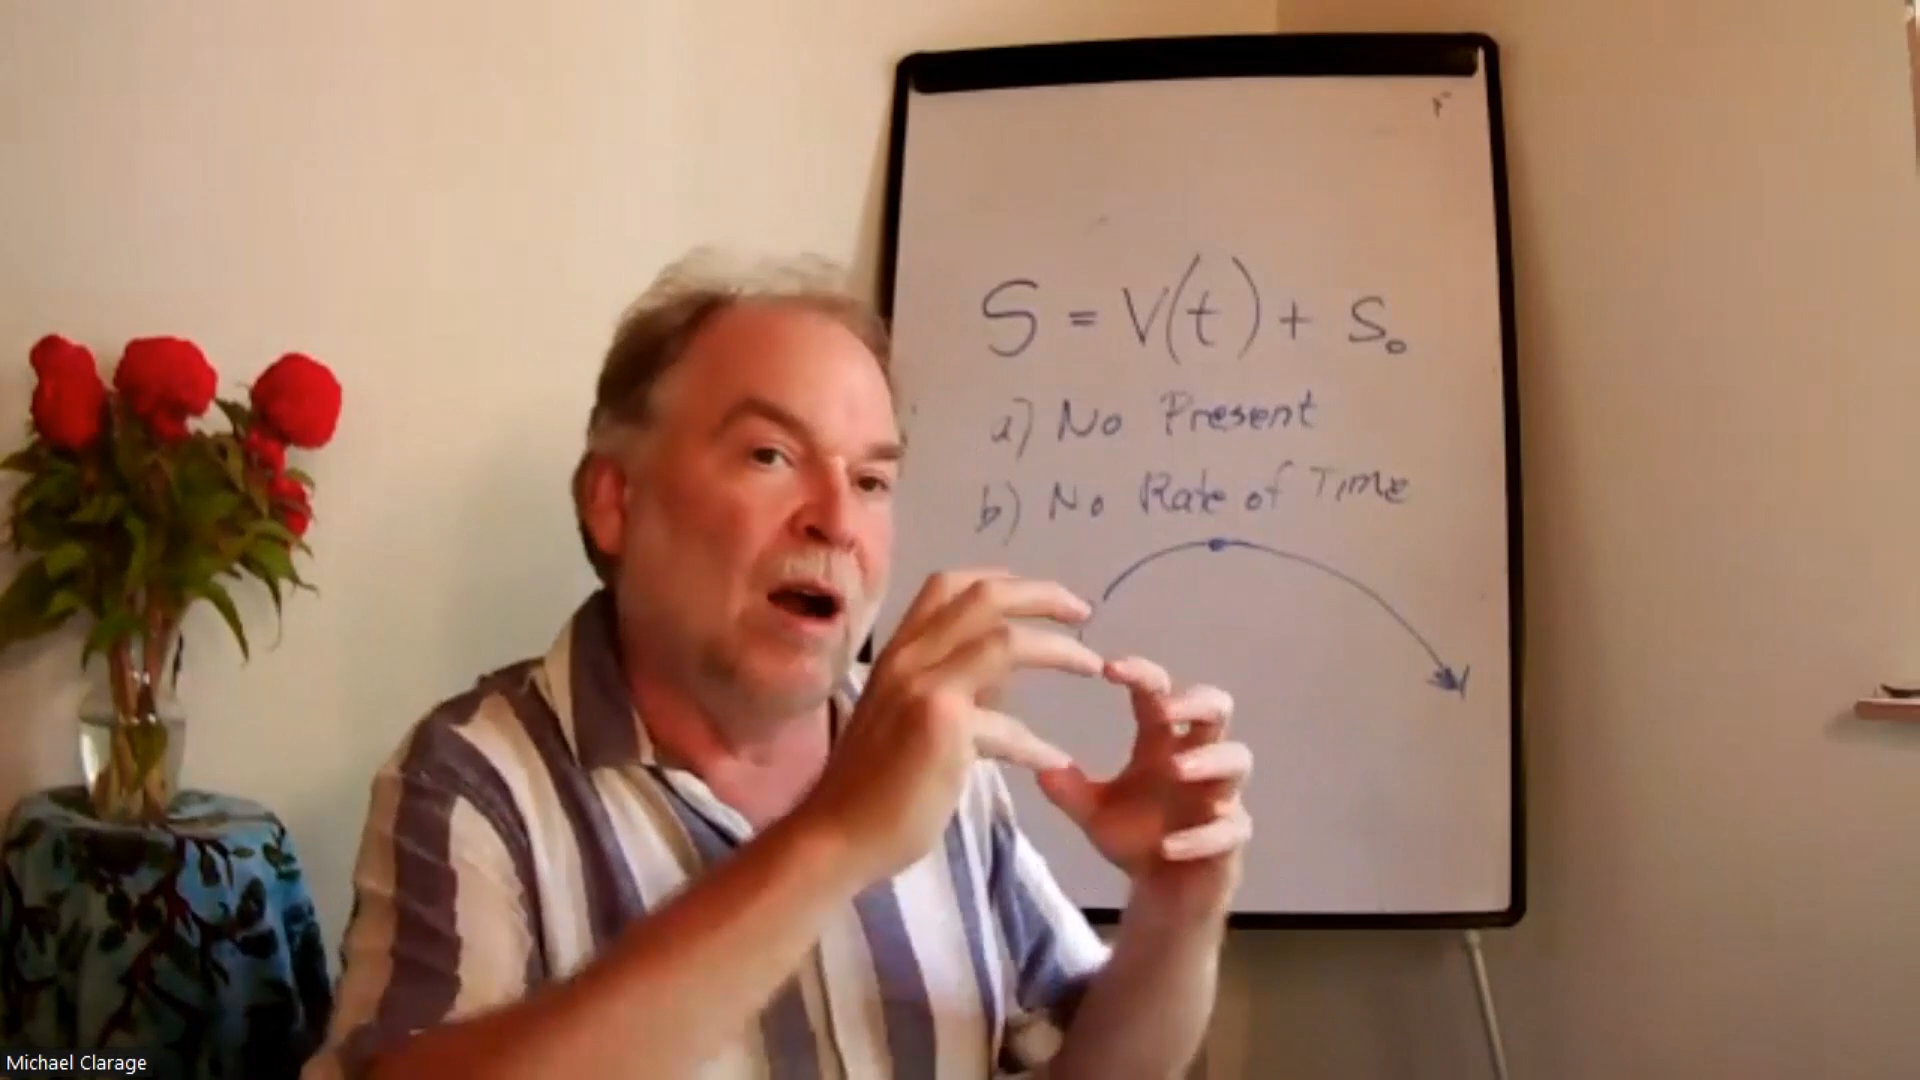 S = V(t) + S₀
a) No Present
b) No Rate of Time
Michael Clarage